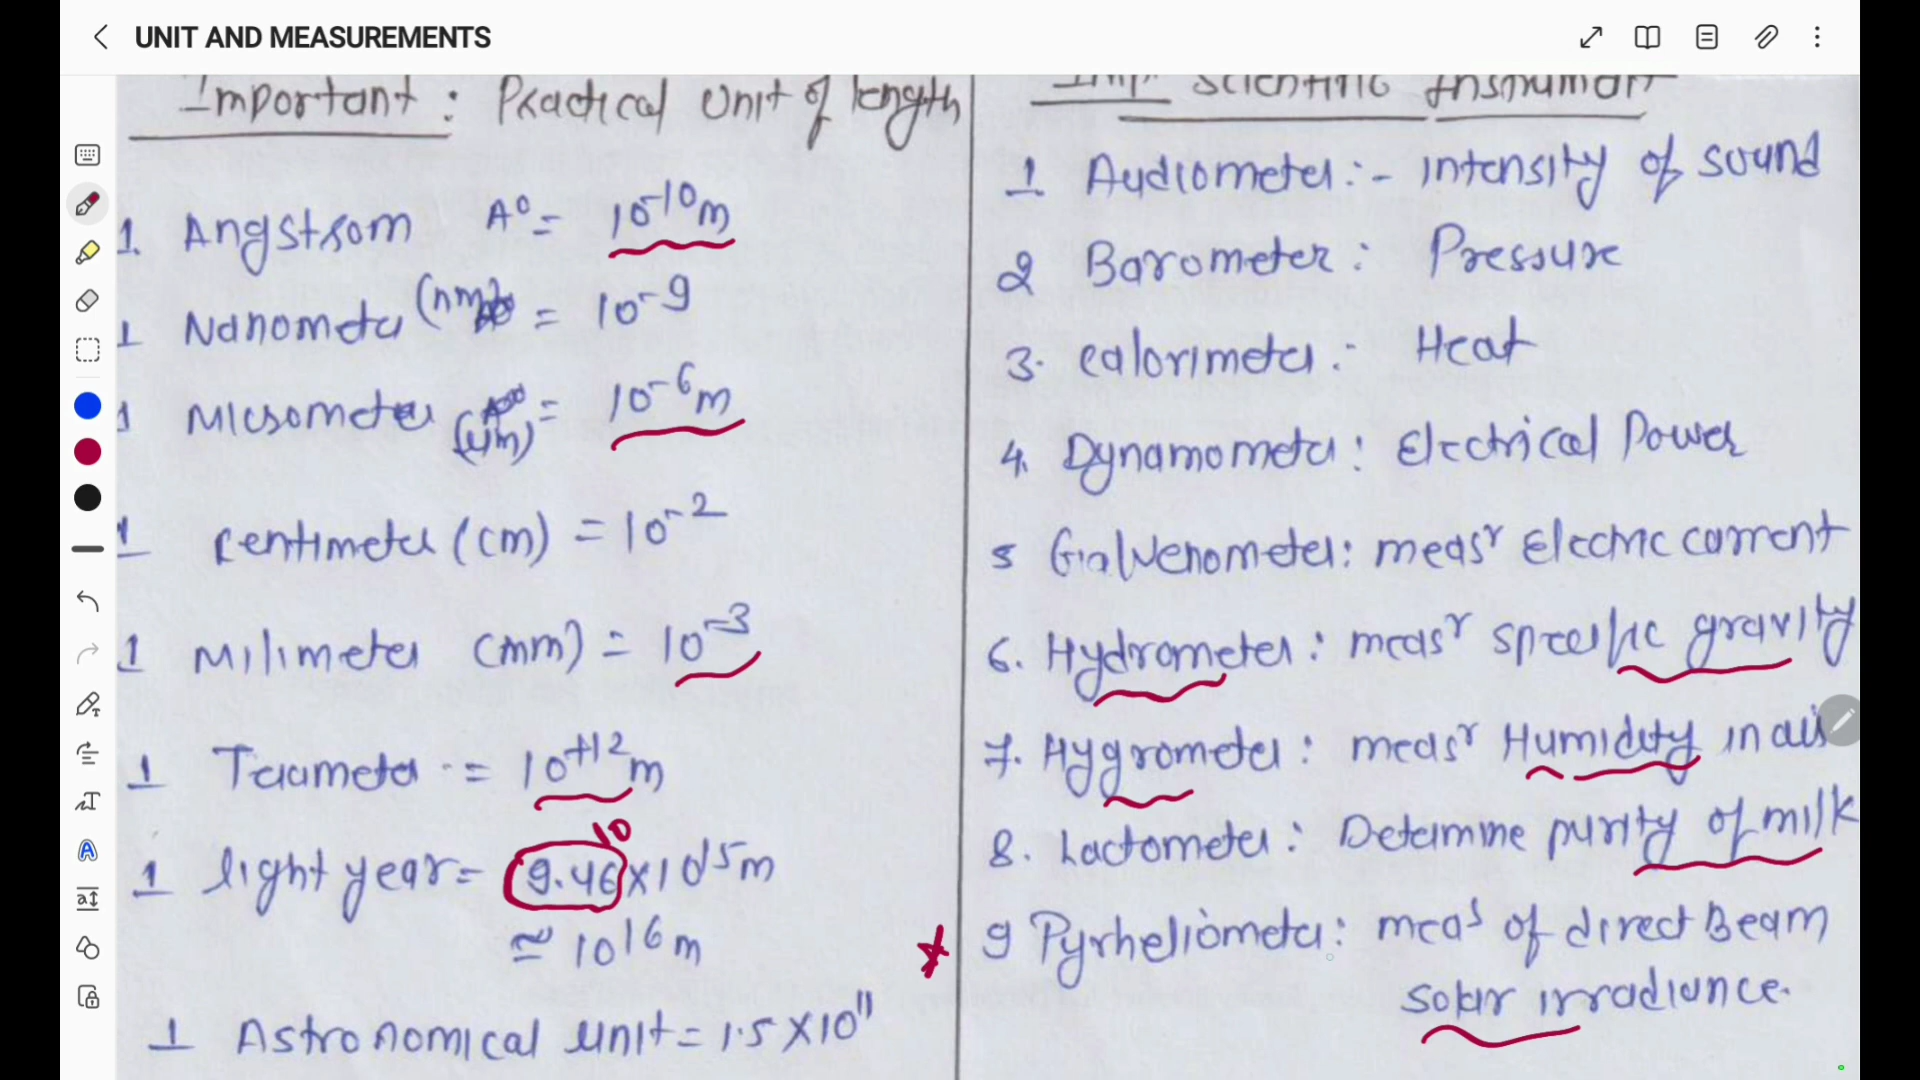 UNIT AND MEASUREMENTS
Important : Practical Unit of length
1. Angstrom A⁰ = 10⁻¹⁰m
1 Nanometer (nm) = 10⁻⁹
1 Micrometer (μm) = 10⁻⁶m
1 Centimeter (cm) = 10⁻²
1 Milimeter (mm) = 10⁻³
1 Terameter = 10⁺¹²m
10
1 light year = 9.46×10¹⁵m
≃ 10¹⁶m
1 Astronomical unit = 1.5×10¹¹
Imp. Scientific Instrument
1 Audiometer :- Intensity of sound
2 Barometer : Pressure
3. Calorimeter : Heat
4. Dynamometer : Electrical Power
5 Galvenometer : measʳ Electric current
6. Hydrometer : measʳ specific gravity
7. Hygrometer : measʳ Humidity in air
8. Lactometer : Determine purity of milk
9 Pyrheliometer : meaˢ of direct Beam
solar irradiance.